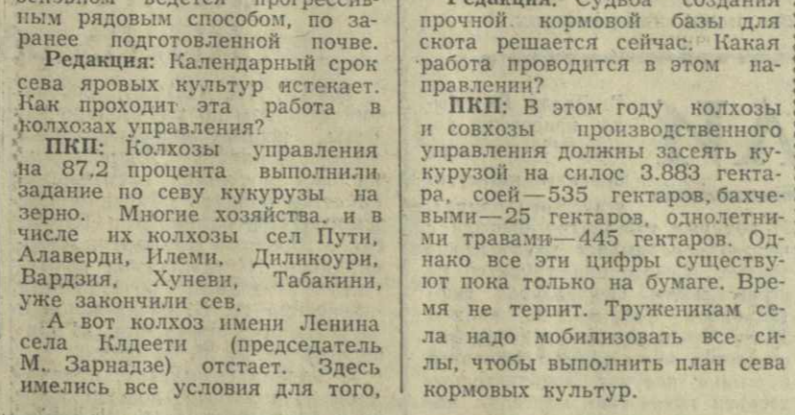 основном ведется прогрессив-
ным рядовым способом, по за-
ранее подготовленной почве.
Редакция: Календарный срок
сева яровых культур истекает.
Как проходит эта работа в
колхозах управления?
ПКП: Колхозы управления
на 87,2 процента выполнили
задание по севу кукурузы на
зерно. Многие хозяйства, и в
числе их колхозы сел Пути,
Алаверди, Илеми, Диликоури,
Вардзия, Хуневи, Табакини,
уже закончили сев.
А вот колхоз имени Ленина
села Клдеети (председатель
М. Зарнадзе) отстает. Здесь
имелись все условия для того,
Редакция: Судьба создания
прочной кормовой базы для
скота решается сейчас. Какая
работа проводится в этом на-
правлении?
ПКП: В этом году колхозы
и совхозы производственного
управления должны засеять ку-
курузой на силос 3.883 гекта-
ра, соей—535 гектаров, бахче-
выми—25 гектаров, однолетни-
ми травами—445 гектаров. Од-
нако все эти цифры существу-
ют пока только на бумаге. Вре-
мя не терпит. Труженикам се-
ла надо мобилизовать все си-
лы, чтобы выполнить план сева
кормовых культур.